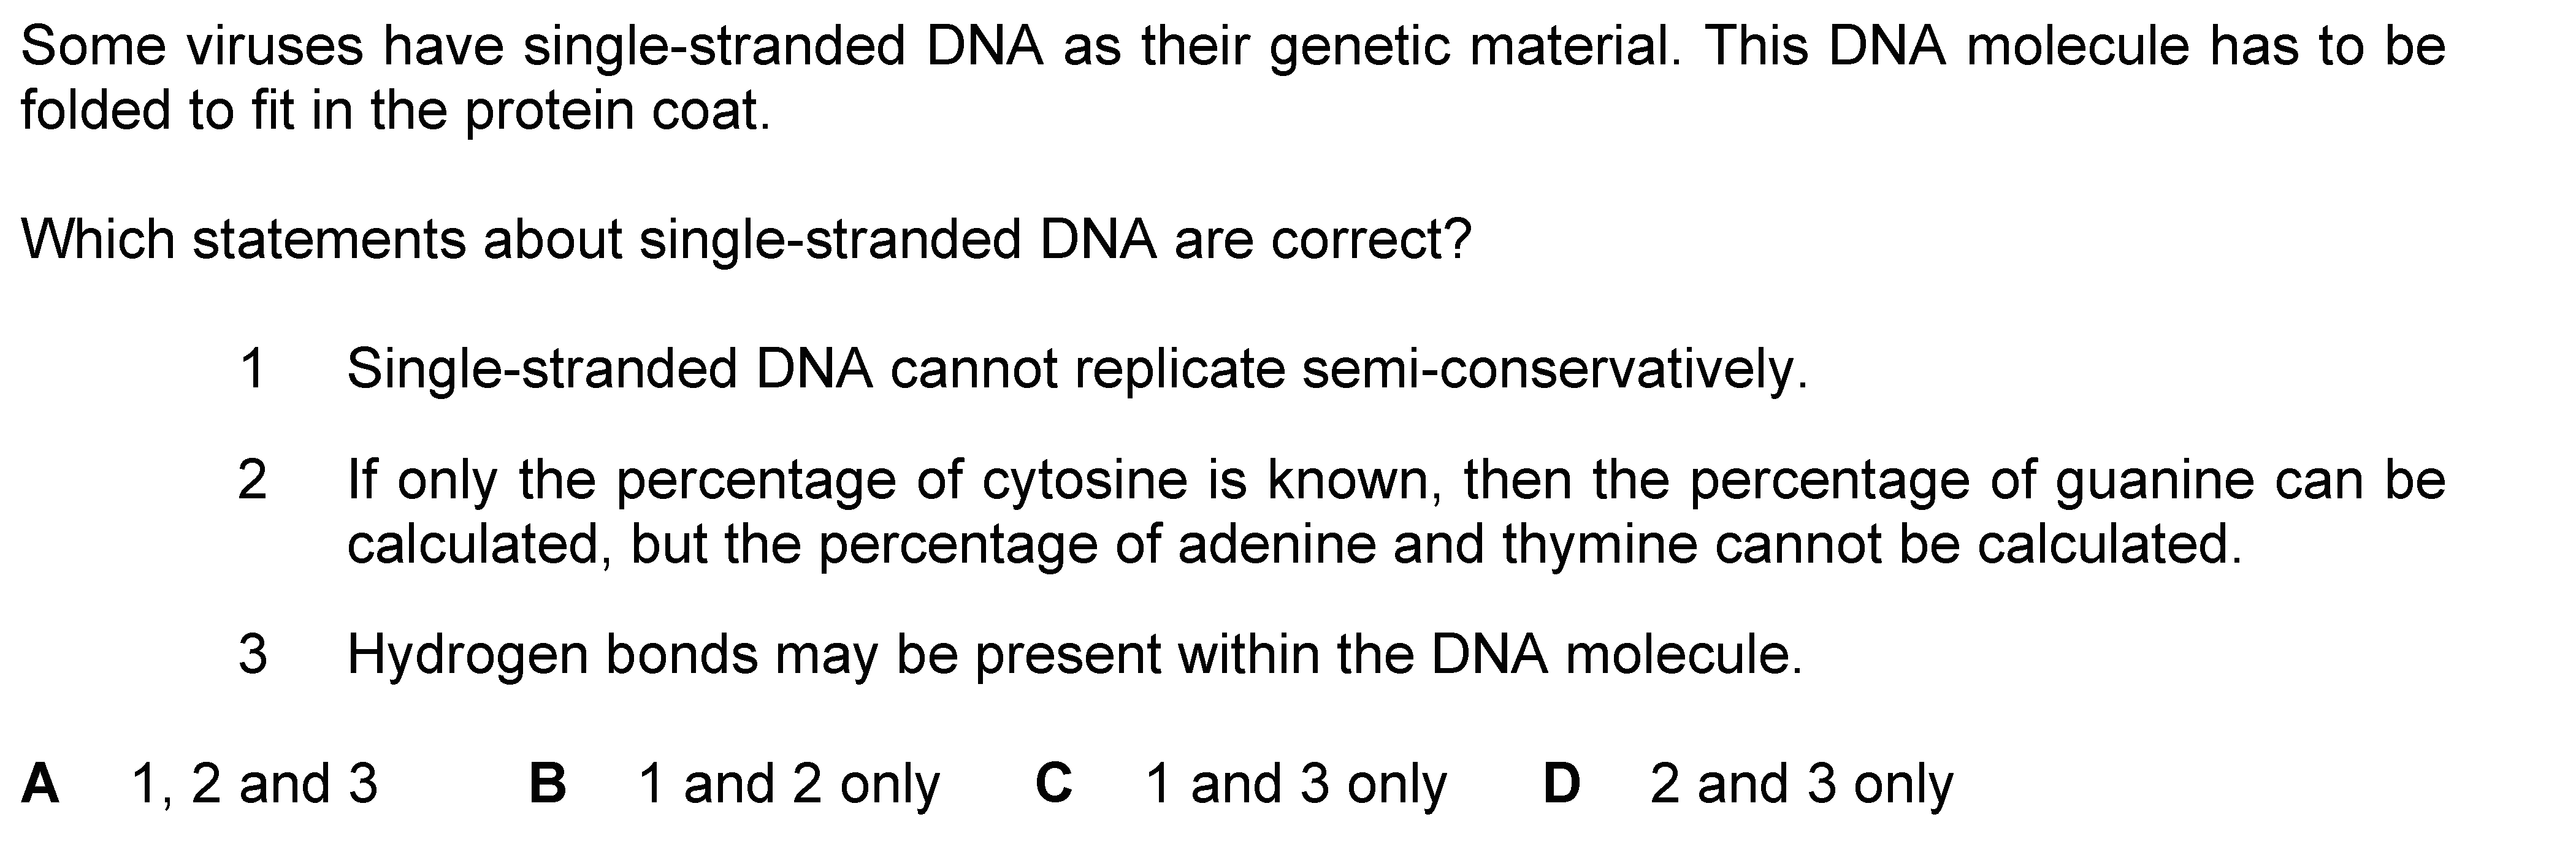 Some viruses have single-stranded DNA as their genetic material. This DNA molecule has to be
folded to fit in the protein coat.
Which statements about single-stranded DNA are correct?
1 Single-stranded DNA cannot replicate semi-conservatively.
2 If only the percentage of cytosine is known, then the percentage of guanine can be
calculated, but the percentage of adenine and thymine cannot be calculated.
3 Hydrogen bonds may be present within the DNA molecule.
A 1, 2 and 3 B 1 and 2 only C 1 and 3 only D 2 and 3 only